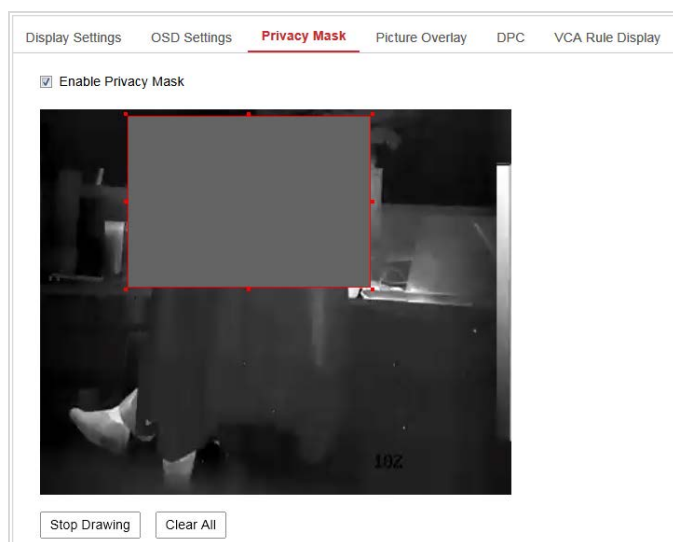 Display Settings OSD Settings Privacy Mask Picture Overlay DPC VCA Rule Display
Enable Privacy Mask
102
Stop Drawing Clear All